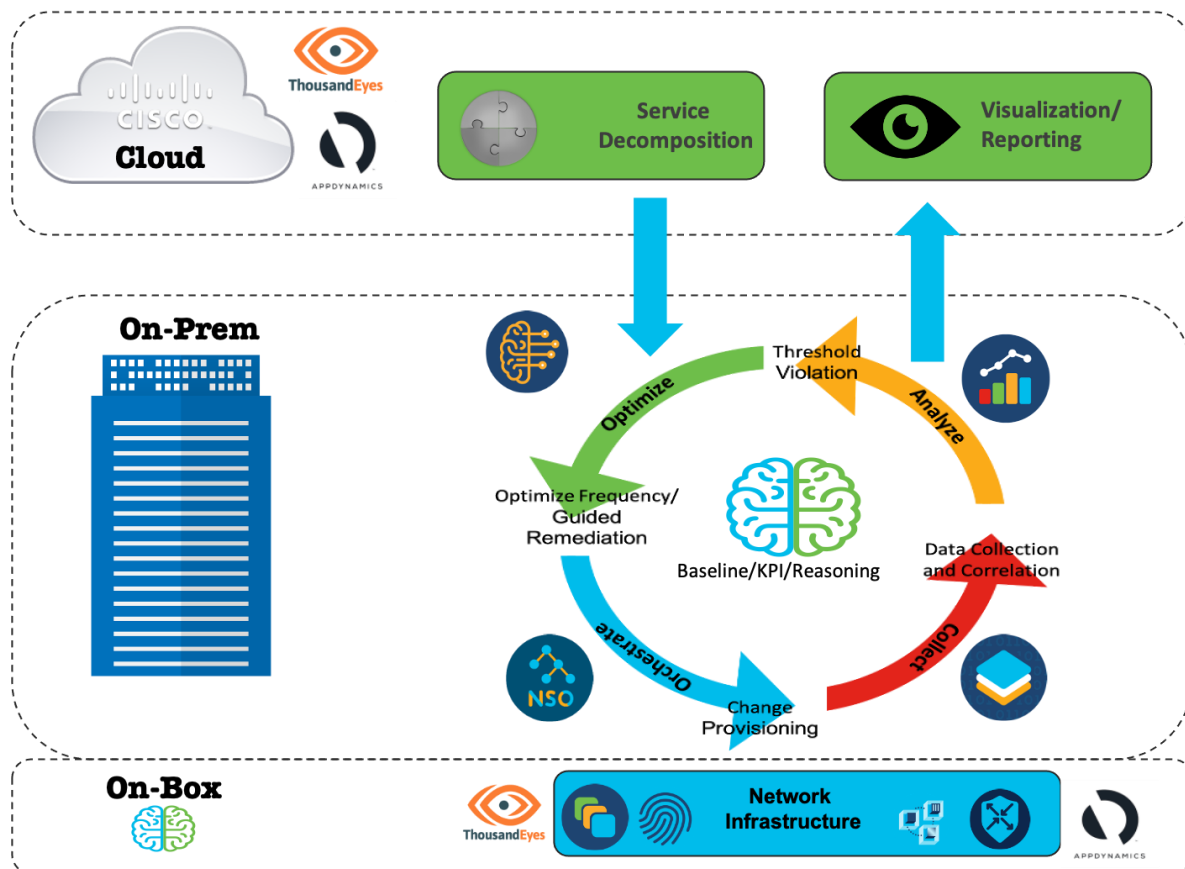 CISCO
Cloud
ThousandEyes
APPDYNAMICS
Service
Decomposition
Visualization/
Reporting
On-Prem
Threshold
Violation
Optimize
Analyze
Optimize Frequency/
Guided
Remediation
Baseline/KPI/Reasoning
Data Collection
and Correlation
Orchestrate
Collect
NSO
Change
Provisioning
On-Box
ThousandEyes
Network
Infrastructure
APPDYNAMICS